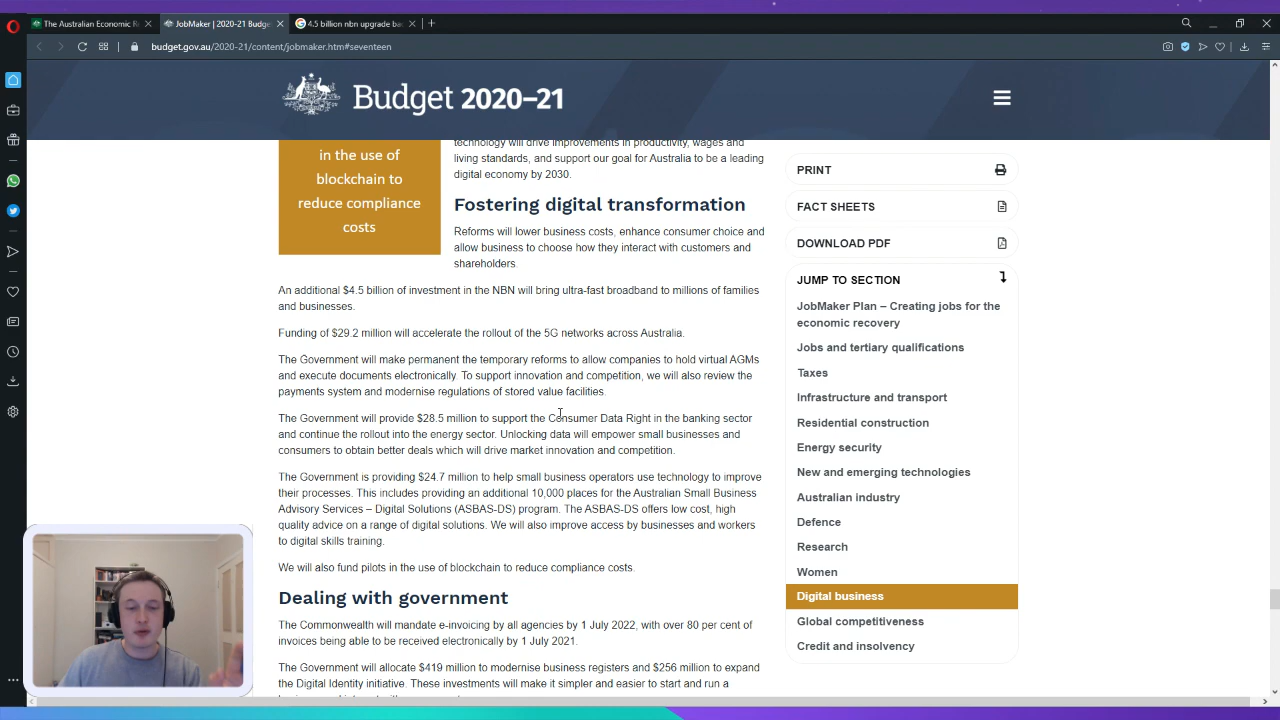 The Australian Economic Re
JobMaker | 2020-21 Budge
4.5 billion nbn upgrade ba
budget.gov.au/2020-21/content/jobmaker.htm#seventeen
Budget 2020–21
in the use of
blockchain to
reduce compliance
costs
technology will drive improvements in productivity, wages and
living standards, and support our goal for Australia to be a leading
digital economy by 2030.
Fostering digital transformation
Reforms will lower business costs, enhance consumer choice and
allow business to choose how they interact with customers and
shareholders.
An additional $4.5 billion of investment in the NBN will bring ultra-fast broadband to millions of families
and businesses.
Funding of $29.2 million will accelerate the rollout of the 5G networks across Australia.
The Government will make permanent the temporary reforms to allow companies to hold virtual AGMs
and execute documents electronically. To support innovation and competition, we will also review the
payments system and modernise regulations of stored value facilities.
The Government will provide $28.5 million to support the Consumer Data Right in the banking sector
and continue the rollout into the energy sector. Unlocking data will empower small businesses and
consumers to obtain better deals which will drive market innovation and competition.
The Government is providing $24.7 million to help small business operators use technology to improve
their processes. This includes providing an additional 10,000 places for the Australian Small Business
Advisory Services – Digital Solutions (ASBAS-DS) program. The ASBAS-DS offers low cost, high
quality advice on a range of digital solutions. We will also improve access by businesses and workers
to digital skills training.
We will also fund pilots in the use of blockchain to reduce compliance costs.
Dealing with government
The Commonwealth will mandate e-invoicing by all agencies by 1 July 2022, with over 80 per cent of
invoices being able to be received electronically by 1 July 2021.
The Government will allocate $419 million to modernise business registers and $256 million to expand
the Digital Identity initiative. These investments will make it simpler and easier to start and run a
PRINT
FACT SHEETS
DOWNLOAD PDF
JUMP TO SECTION
JobMaker Plan – Creating jobs for the
economic recovery
Jobs and tertiary qualifications
Taxes
Infrastructure and transport
Residential construction
Energy security
New and emerging technologies
Australian industry
Defence
Research
Women
Digital business
Global competitiveness
Credit and insolvency